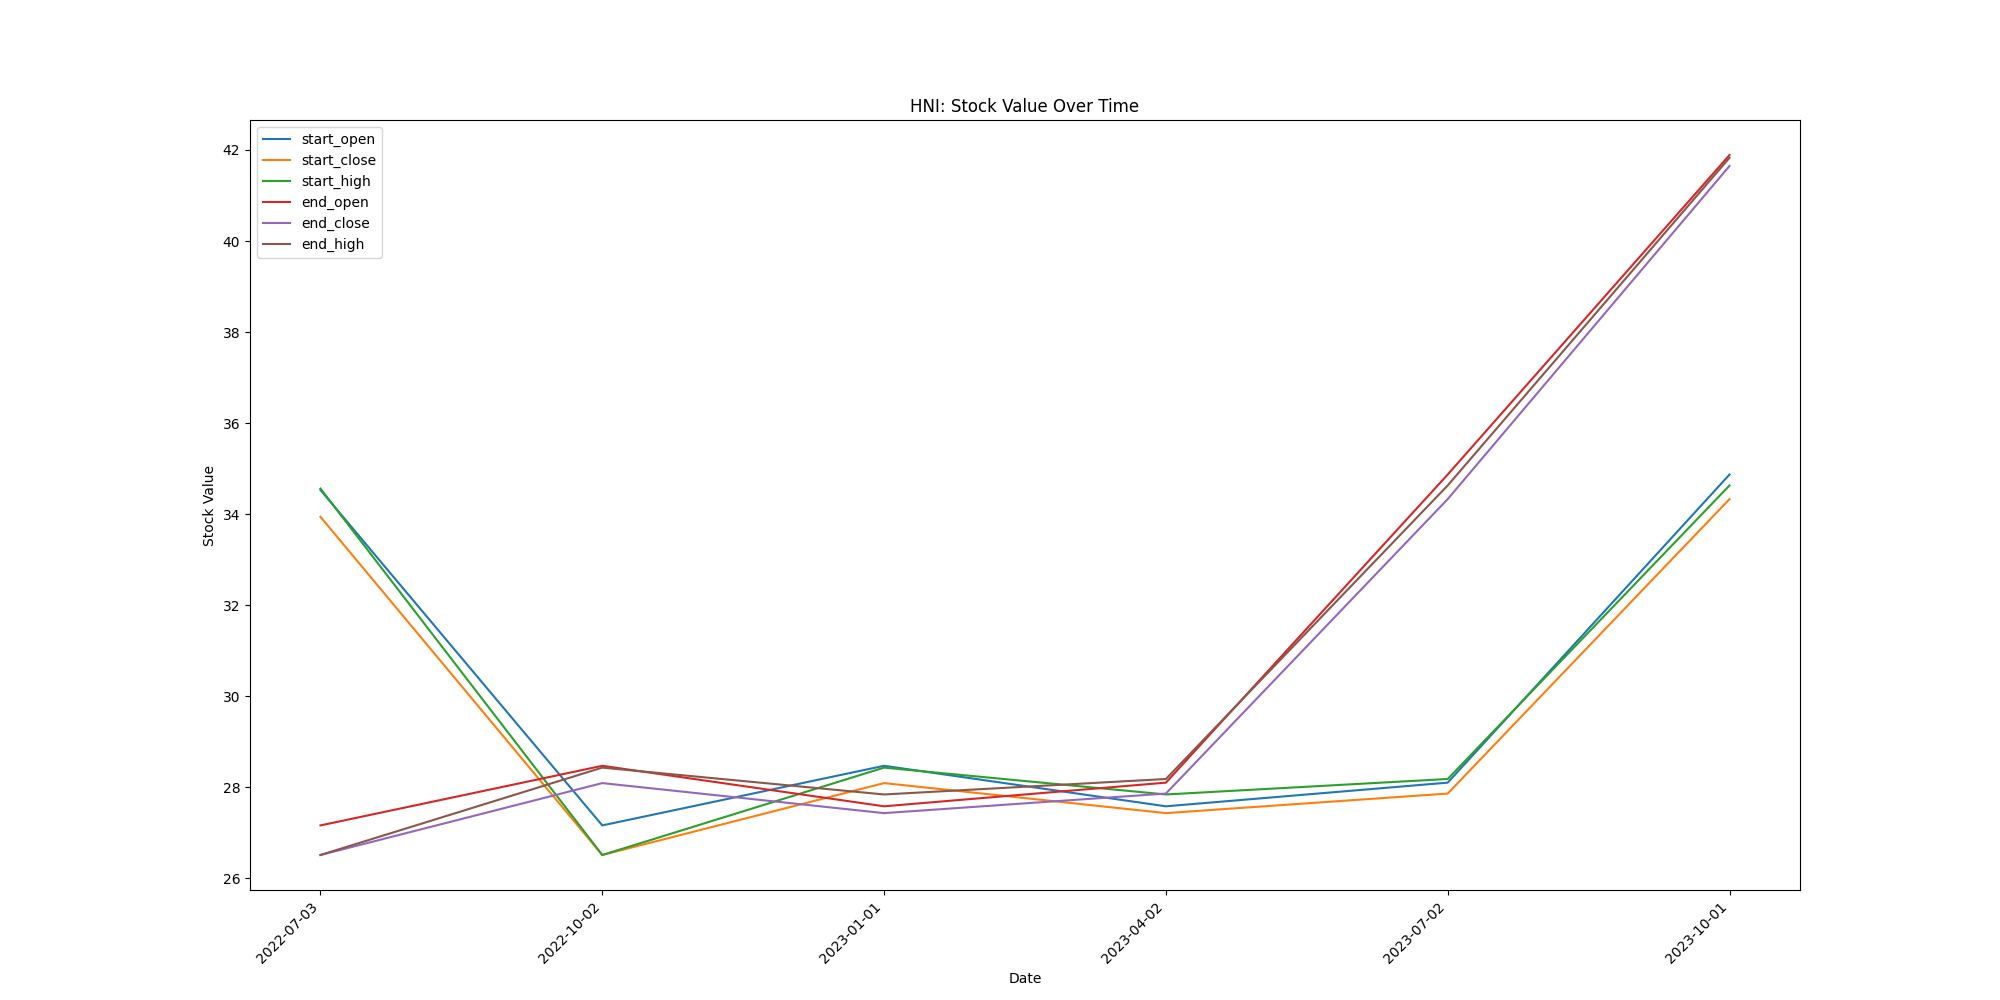 HNI: Stock Value Over Time
start_open
start_close
start_high
end_open
end_close
end_high
Stock Value
42
40
38
36
34
32
30
28
26
2022-07-03
2022-10-02
2023-01-01
2023-04-02
2023-07-02
2023-10-01
Date